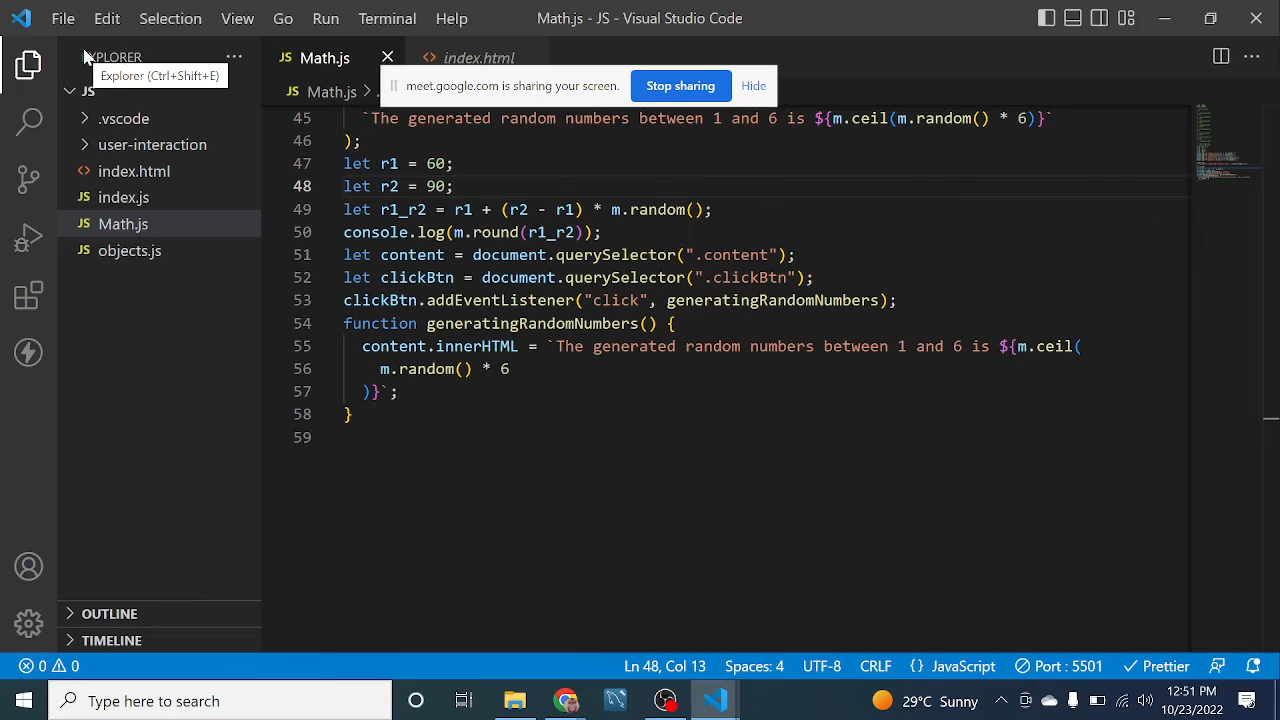 File Edit Selection View Go Run Terminal Help Math.js - JS - Visual Studio Code
EXPLORER
Explorer (Ctrl+Shift+E)
JS
.vscode
user-interaction
index.html
JS index.js
JS Math.js
JS objects.js
OUTLINE
TIMELINE
JS Math.js index.html
meet.google.com is sharing your screen. Stop sharing Hide
JS Math.js > .
45 `The generated random numbers between 1 and 6 is ${m.ceil(m.random() * 6)}`
46 );
47 let r1 = 60;
48 let r2 = 90;
49 let r1_r2 = r1 + (r2 - r1) * m.random();
50 console.log(m.round(r1_r2));
51 let content = document.querySelector(".content");
52 let clickBtn = document.querySelector(".clickBtn");
53 clickBtn.addEventListener("click", generatingRandomNumbers);
54 function generatingRandomNumbers() {
55 content.innerHTML = `The generated random numbers between 1 and 6 is ${m.ceil(
56 m.random() * 6
57 )}`;
58 }
59
0 0 Ln 48, Col 13 Spaces: 4 UTF-8 CRLF {} JavaScript Port : 5501 Prettier
Type here to search 29°C Sunny 12:51 PM
10/23/2022